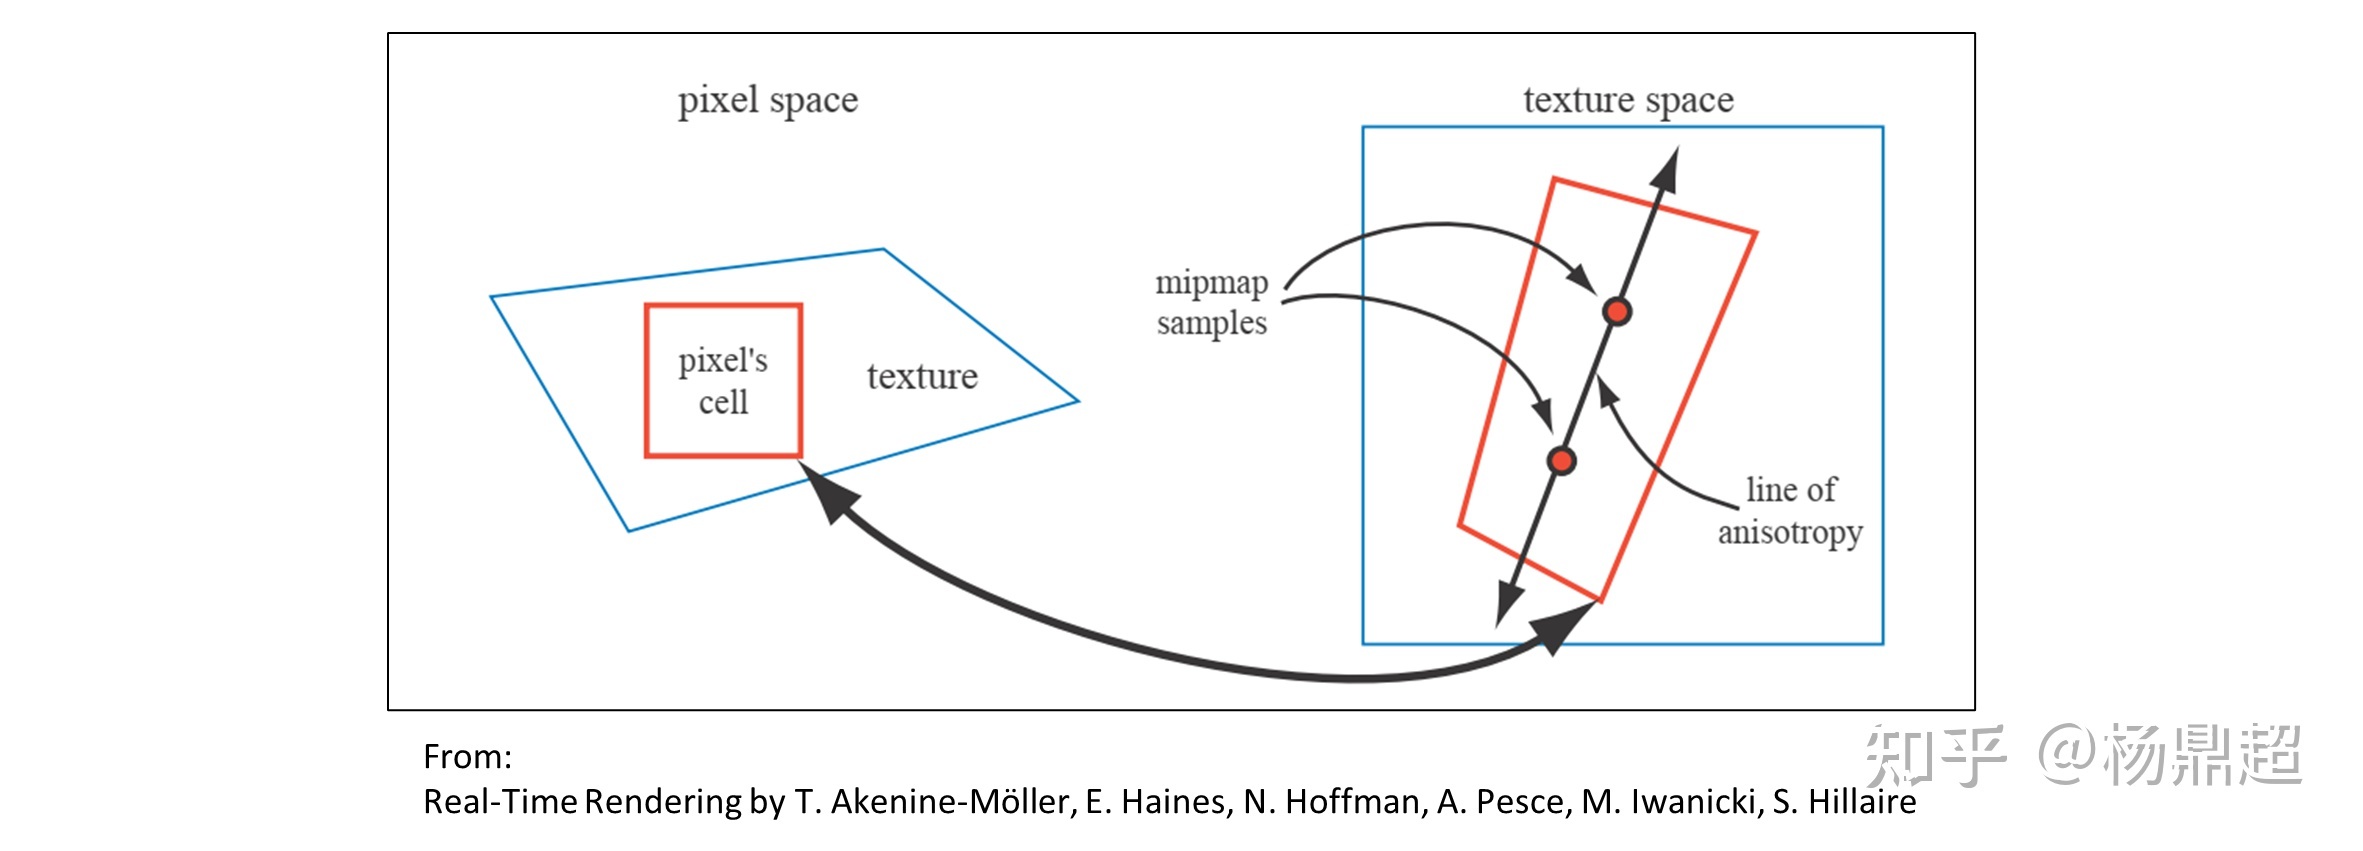 pixel space
texture space
pixel's
cell
texture
mipmap
samples
line of
anisotropy
From:
Real-Time Rendering by T. Akenine-Möller, E. Haines, N. Hoffman, A. Pesce, M. Iwanicki, S. Hillaire
知乎 @杨鼎超